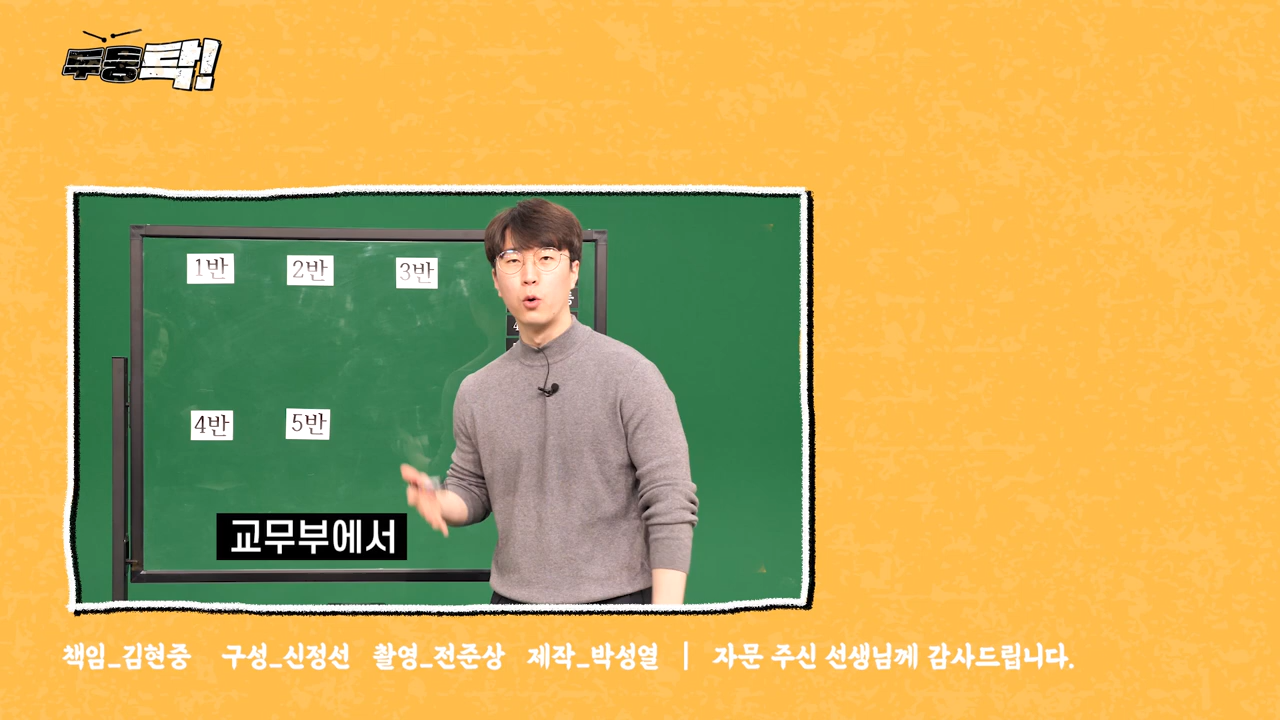 두둥탁!
1반 2반 3반
4
4반 5반
교무부에서
책임_김현중 구성_신정선 촬영_전준상 제작_박성열 | 자문 주신 선생님께 감사드립니다.